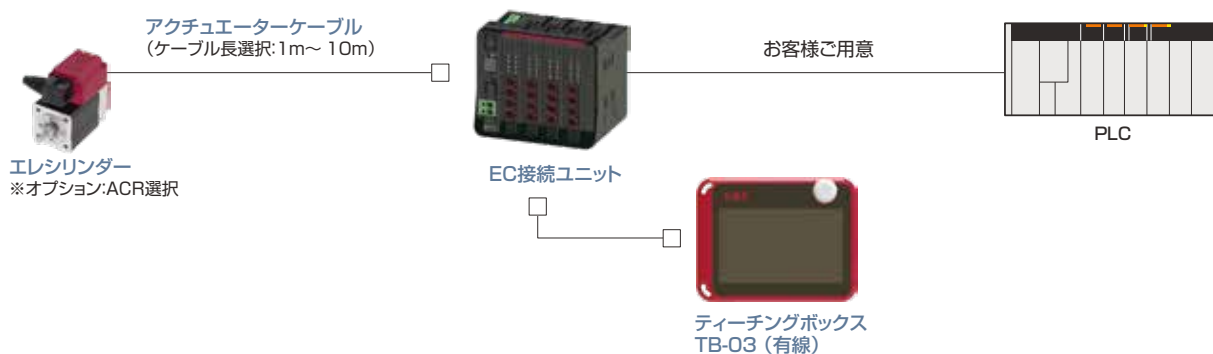 アクチュエーターケーブル
（ケーブル長選択:1m～10m）
お客様ご用意
PLC
エレシリンダー
※オプション:ACR選択
EC接続ユニット
ティーチングボックス
TB-03（有線）